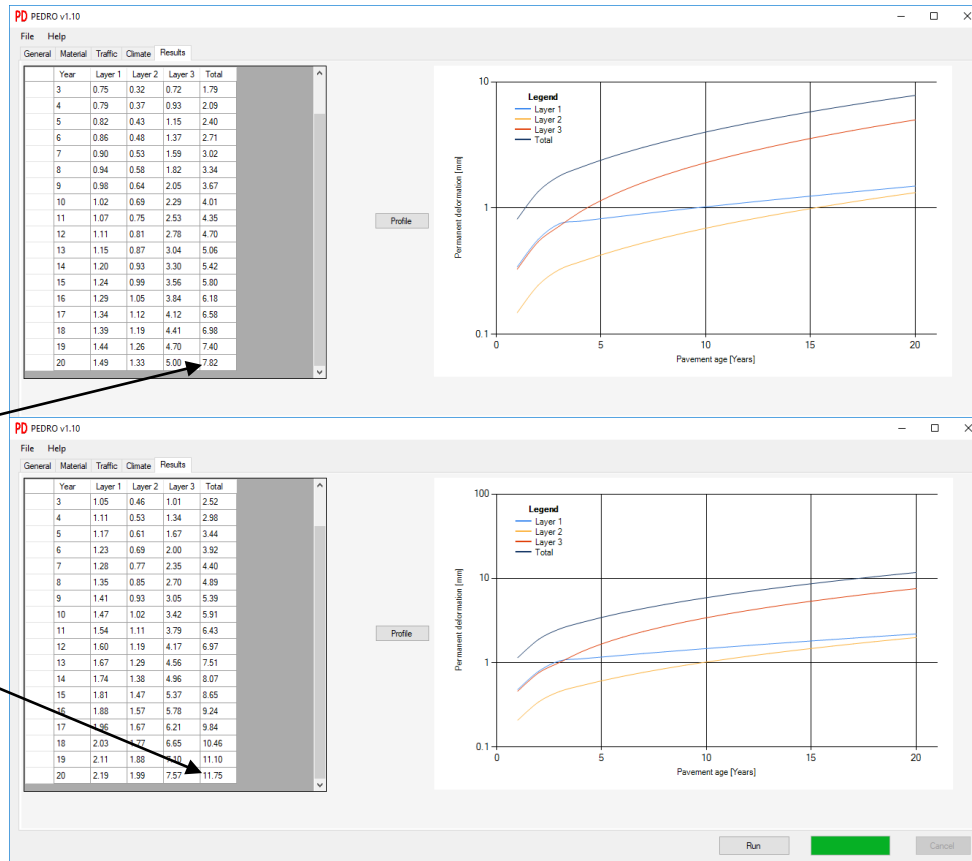 PD PEDRO v1.10
File Help
General Material Traffic Climate Results
Year Layer 1 Layer 2 Layer 3 Total
3 0.75 0.32 0.72 1.79
4 0.79 0.37 0.93 2.09
5 0.82 0.43 1.15 2.40
6 0.86 0.48 1.37 2.71
7 0.90 0.53 1.59 3.02
8 0.94 0.58 1.82 3.34
9 0.98 0.64 2.05 3.67
10 1.02 0.69 2.29 4.01
11 1.07 0.75 2.53 4.35
12 1.11 0.81 2.78 4.70
13 1.15 0.87 3.04 5.06
14 1.20 0.93 3.30 5.42
15 1.24 0.99 3.56 5.80
16 1.29 1.05 3.84 6.18
17 1.34 1.12 4.12 6.58
18 1.39 1.19 4.41 6.98
19 1.44 1.26 4.70 7.40
20 1.49 1.33 5.00 7.82
Profile
Permanent deformation [mm]
10
1
0.1
Legend
Layer 1
Layer 2
Layer 3
Total
0 5 10 15 20
Pavement age [Years]
PD PEDRO v1.10
File Help
General Material Traffic Climate Results
Year Layer 1 Layer 2 Layer 3 Total
3 1.05 0.46 1.01 2.52
4 1.11 0.53 1.34 2.98
5 1.17 0.61 1.67 3.44
6 1.23 0.69 2.00 3.92
7 1.28 0.77 2.35 4.40
8 1.35 0.85 2.70 4.89
9 1.41 0.93 3.05 5.39
10 1.47 1.02 3.42 5.91
11 1.54 1.11 3.79 6.43
12 1.60 1.19 4.17 6.97
13 1.67 1.29 4.56 7.51
14 1.74 1.38 4.96 8.07
15 1.81 1.47 5.37 8.65
16 1.88 1.57 5.78 9.24
17 1.96 1.67 6.21 9.84
18 2.03 1.77 6.65 10.46
19 2.11 1.88 7.10 11.10
20 2.19 1.99 7.57 11.75
Profile
Permanent deformation [mm]
100
10
1
0.1
Legend
Layer 1
Layer 2
Layer 3
Total
0 5 10 15 20
Pavement age [Years]
Run Cancel